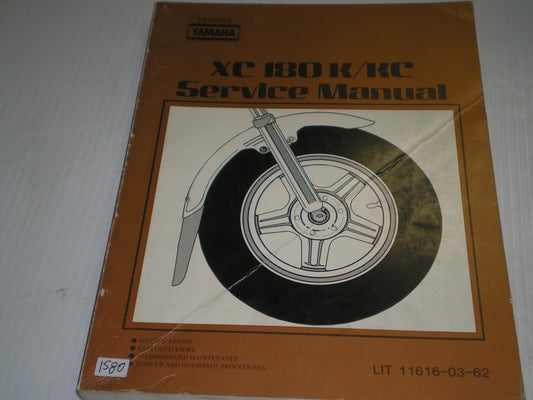 GENUINE
YAMAHA
XC 180 K/KC
Service Manual
• SPECIFICATIONS
• EXPLODED VIEWS
• RECOMMENDED MAINTENANCE
• TUNE-UP AND OVERHAUL PROCEDURES
1580
LIT 11616-03-62